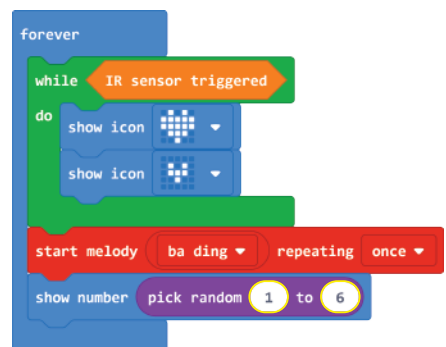 forever
while IR sensor triggered
do
show icon
show icon
start melody ba ding repeating once
show number pick random 1 to 6